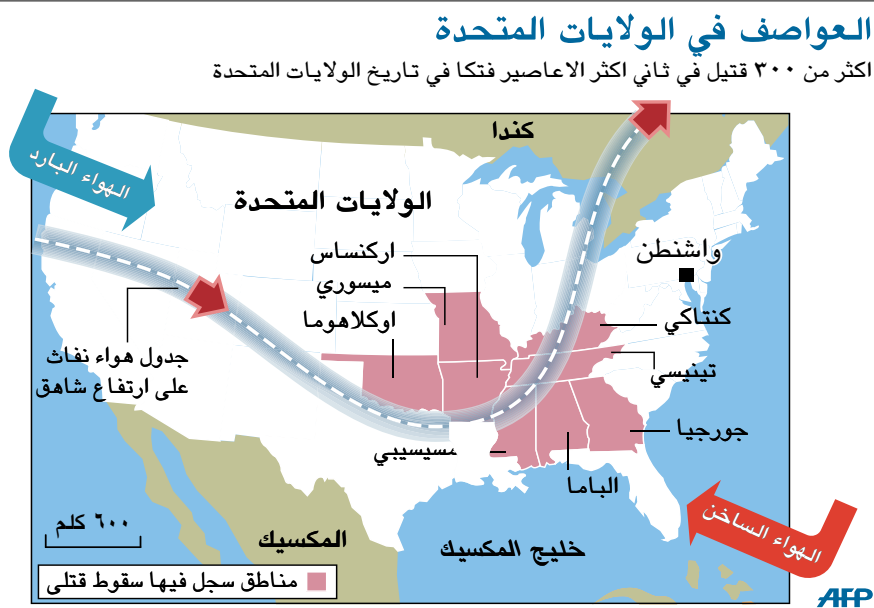 العواصف في الولايات المتحدة
اكثر من ٣٠٠ قتيل في ثاني اكثر الاعاصير فتكا في تاريخ الولايات المتحدة
كندا
الهواء البارد
الولايات المتحدة
واشنطن
اركنساس
ميسوري
اوكلاهوما
كنتاكي
جدول هواء نفاث
على ارتفاع شاهق
تينيسي
جورجيا
مسيسيبي
الباما
الهواء الساخن
٦٠٠ كلم
المكسيك
خليج المكسيك
مناطق سجل فيها سقوط قتلى
AFP